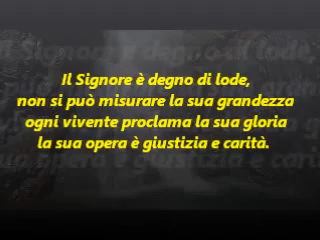 Il Signore è degno di lode,
non si può misurare la sua grandezza
ogni vivente proclama la sua gloria
la sua opera è giustizia e carità.